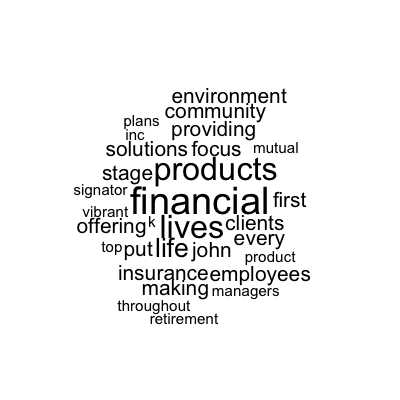 environment
community
plans
inc providing
solutions focus mutual
stage products
signator financial first
vibrant
offering k lives clients
every
top put life john
product
insurance employees
making managers
throughout
retirement